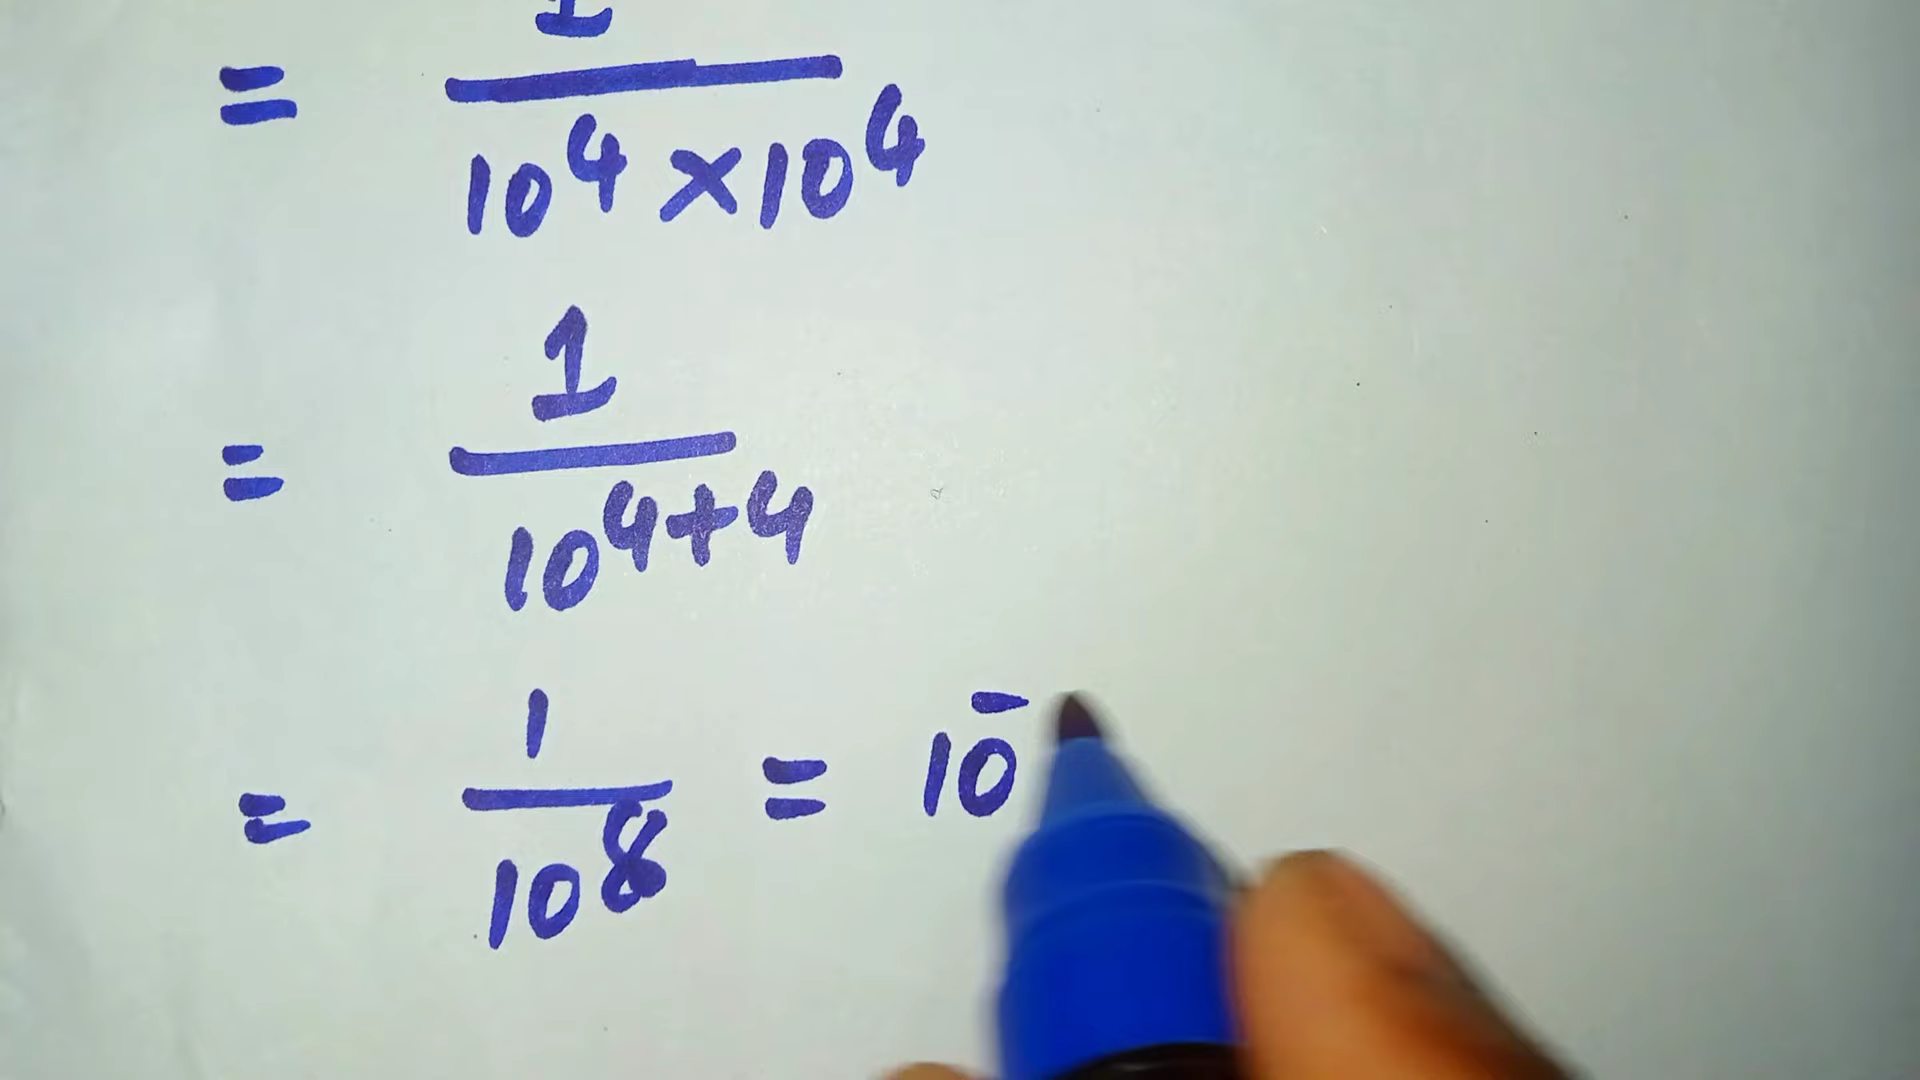 = 1 / 10⁴ × 10⁴
= 1 / 10⁴⁺⁴
= 1 / 10⁸ = 10⁻